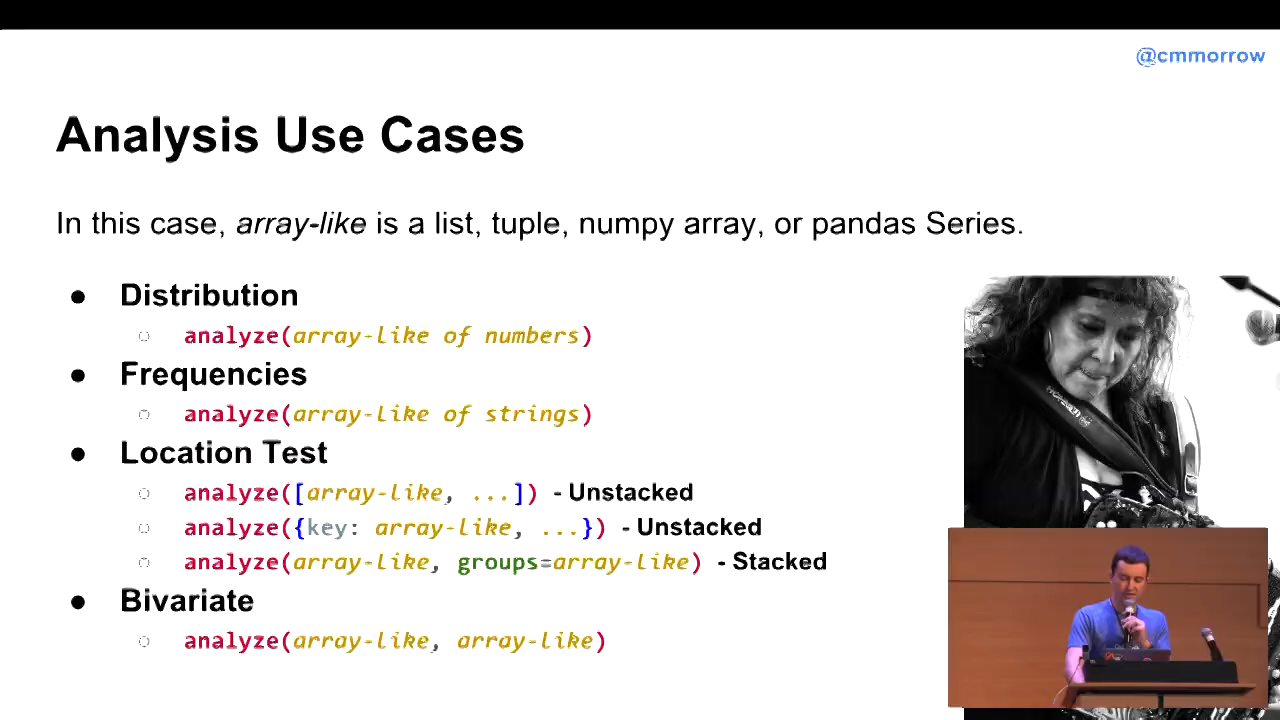 @cmmorrow
Analysis Use Cases
In this case, array-like is a list, tuple, numpy array, or pandas Series.
● Distribution
○ analyze(array-like of numbers)
● Frequencies
○ analyze(array-like of strings)
● Location Test
○ analyze([array-like, ...]) - Unstacked
○ analyze({key: array-like, ...}) - Unstacked
○ analyze(array-like, groups=array-like) - Stacked
● Bivariate
○ analyze(array-like, array-like)